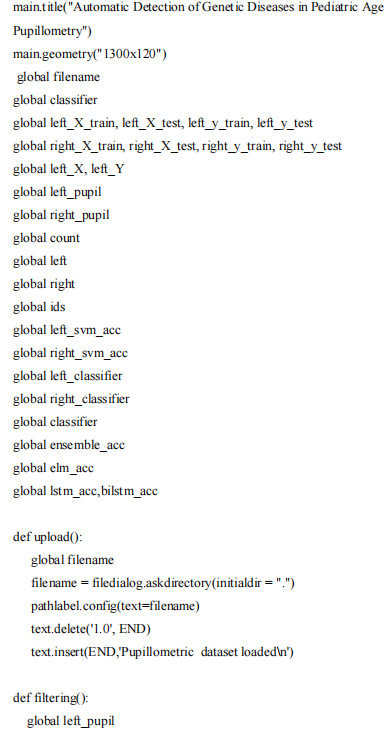 main.title("Automatic Detection of Genetic Diseases in Pediatric Age
Pupillometry")
main.geometry("1300x120")
global filename
global classifier
global left_X_train, left_X_test, left_y_train, left_y_test
global right_X_train, right_X_test, right_y_train, right_y_test
global left_X, left_Y
global left_pupil
global right_pupil
global count
global left
global right
global ids
global left_svm_acc
global right_svm_acc
global left_classifier
global right_classifier
global classifier
global ensemble_acc
global elm_acc
global lstm_acc,bilstm_acc
def upload():
global filename
filename = filedialog.askdirectory(initialdir = ".")
pathlabel.config(text=filename)
text.delete('1.0', END)
text.insert(END,'Pupillometric dataset loaded\n')
def filtering():
global left_pupil